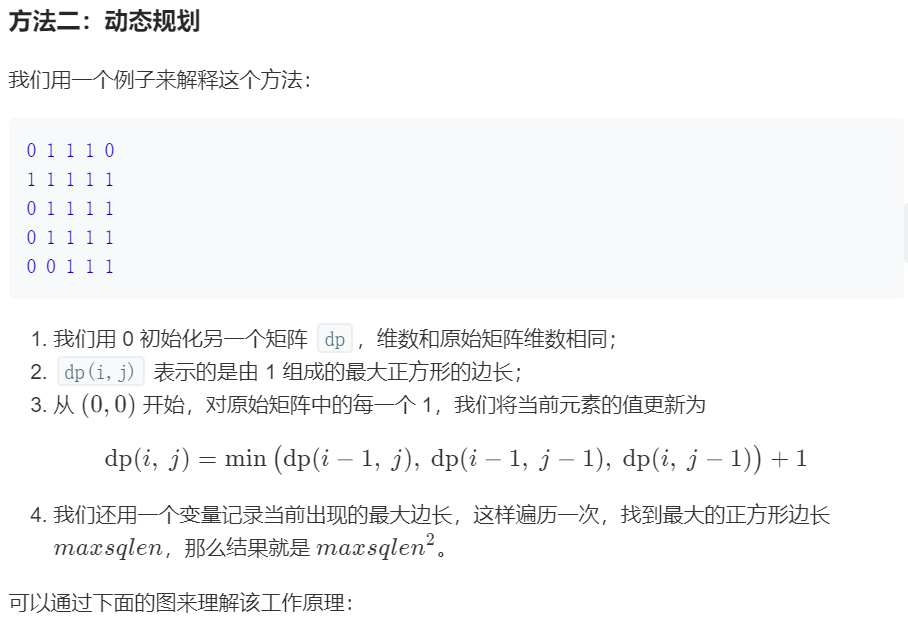 方法二：动态规划
我们用一个例子来解释这个方法：
0 1 1 1 0
1 1 1 1 1
0 1 1 1 1
0 1 1 1 1
0 0 1 1 1
1. 我们用 0 初始化另一个矩阵 dp ，维数和原始矩阵维数相同；
2. dp(i,j) 表示的是由 1 组成的最大正方形的边长；
3. 从 (0,0) 开始，对原始矩阵中的每一个 1，我们将当前元素的值更新为
dp(i, j) = min (dp(i − 1, j), dp(i − 1, j − 1), dp(i, j − 1)) + 1
4. 我们还用一个变量记录当前出现的最大边长，这样遍历一次，找到最大的正方形边长
maxsqlen，那么结果就是 maxsqlen²。
可以通过下面的图来理解该工作原理：